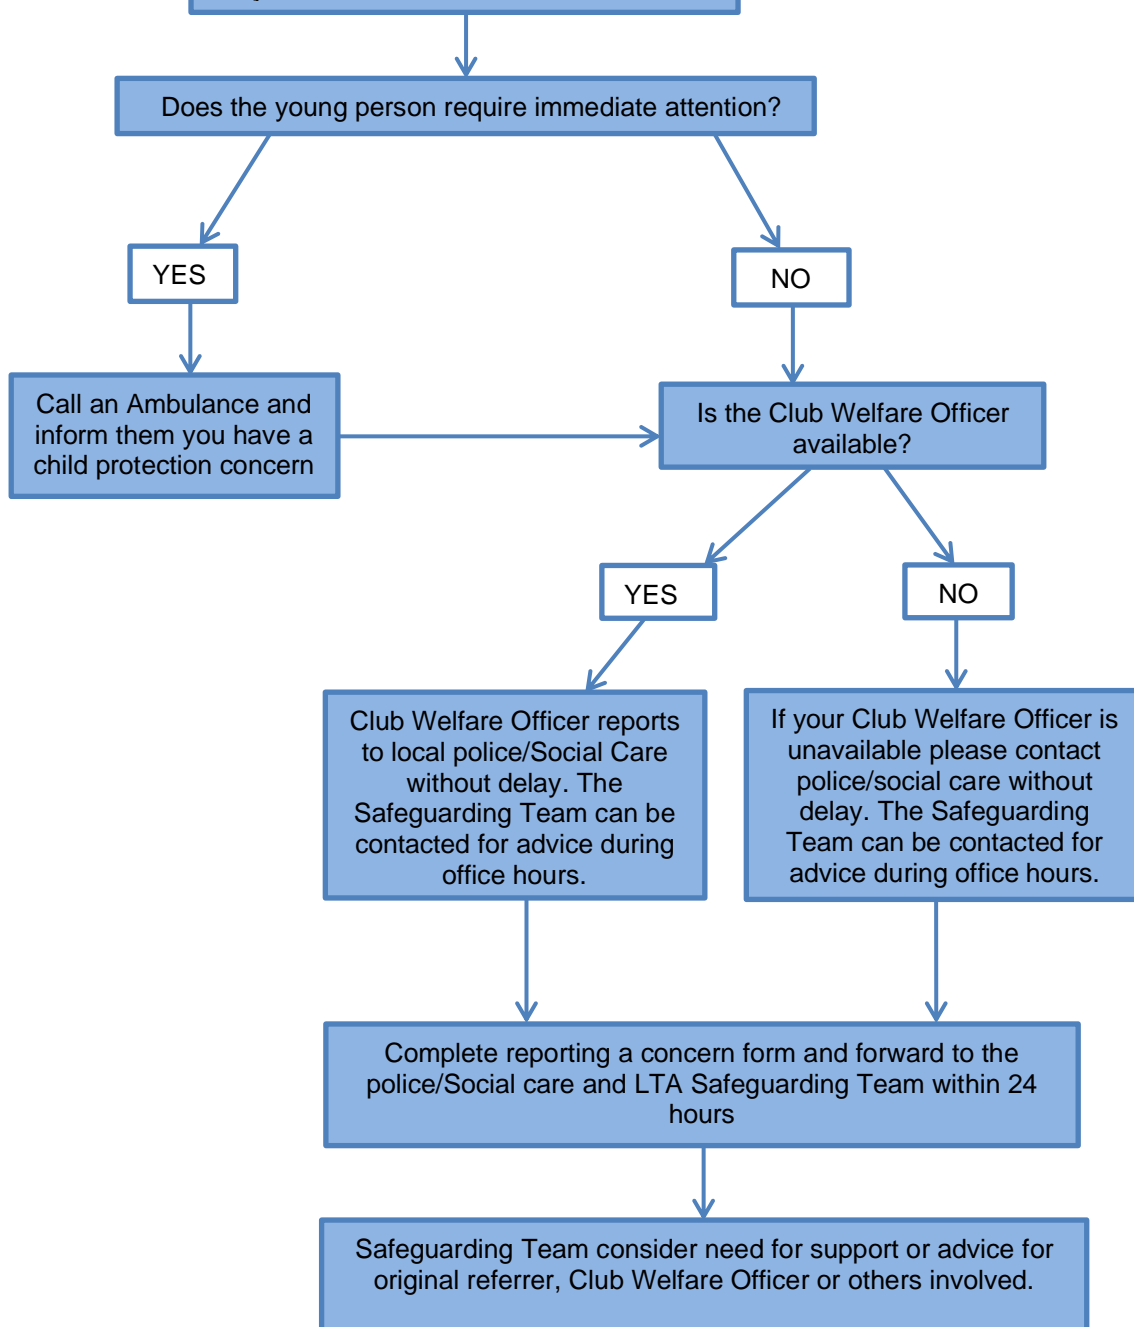 Does the young person require immediate attention?
YES
NO
Call an Ambulance and
inform them you have a
child protection concern
Is the Club Welfare Officer
available?
YES
NO
Club Welfare Officer reports
to local police/Social Care
without delay. The
Safeguarding Team can be
contacted for advice during
office hours.
If your Club Welfare Officer is
unavailable please contact
police/social care without
delay. The Safeguarding
Team can be contacted for
advice during office hours.
Complete reporting a concern form and forward to the
police/Social care and LTA Safeguarding Team within 24
hours
Safeguarding Team consider need for support or advice for
original referrer, Club Welfare Officer or others involved.